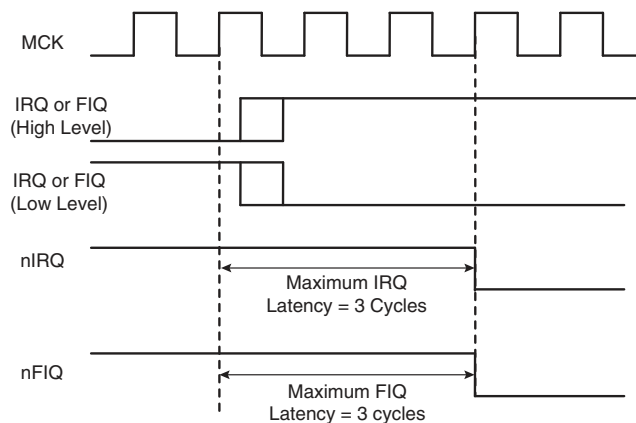 MCK
IRQ or FIQ
(High Level)
IRQ or FIQ
(Low Level)
nIRQ
Maximum IRQ
Latency = 3 Cycles
nFIQ
Maximum FIQ
Latency = 3 cycles